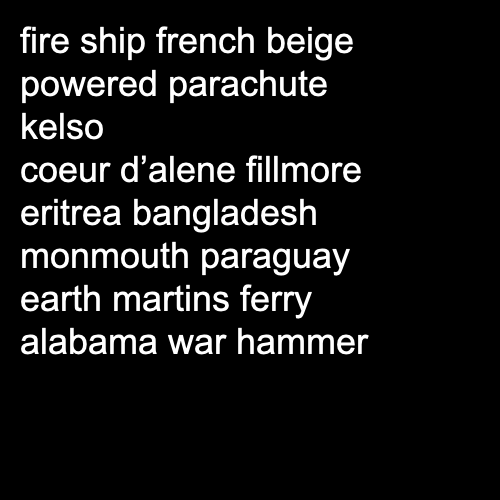 fire ship french beige
powered parachute
kelso
coeur d’alene fillmore
eritrea bangladesh
monmouth paraguay
earth martins ferry
alabama war hammer